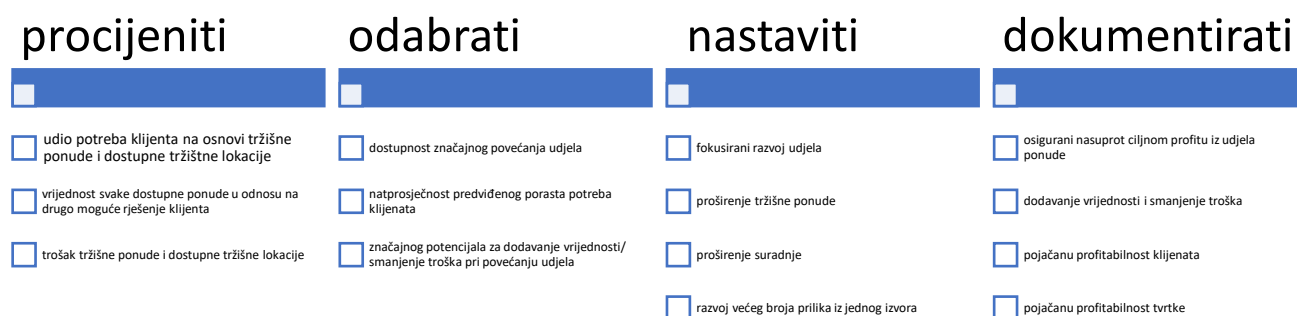 procijeniti
udio potreba klijenta na osnovi tržišne
ponude i dostupne tržištne lokacije
vrijednost svake dostupne ponude u odnosu na
drugo moguće rješenje klijenta
trošak tržišne ponude i dostupne tržišne lokacije
odabrati
dostupnost značajnog povećanja udjela
natprosječnost predviđenog porasta potreba
klijenata
značajnog potencijala za dodavanje vrijednosti/
smanjenje troška pri povećanju udjela
nastaviti
fokusirani razvoj udjela
proširenje tržišne ponude
proširenje suradnje
razvoj većeg broja prilika iz jednog izvora
dokumentirati
osigurani nasuprot ciljnom profitu iz udjela
ponude
dodavanje vrijednosti i smanjenje troška
pojačanu profitabilnost klijenata
pojačanu profitabilnost tvrtke